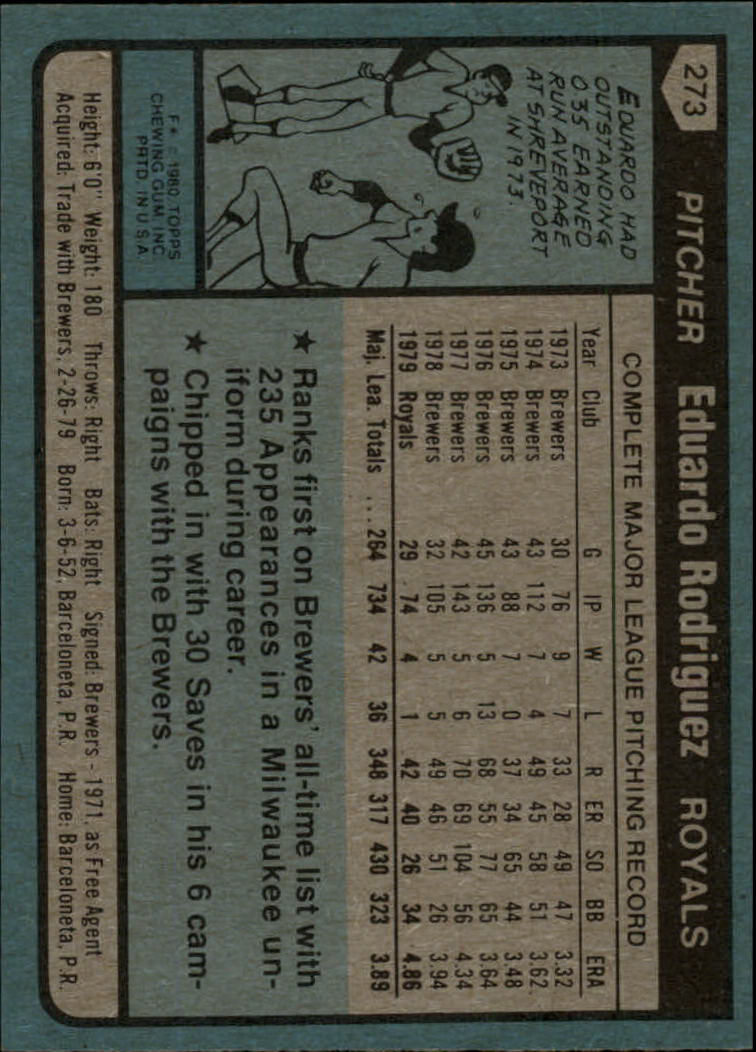 273 PITCHER Eduardo Rodriguez ROYALS
EDUARDO HAD
OUTSTANDING
0.35 EARNED
RUN AVERAGE
AT SHREVEPORT
IN 1973.
COMPLETE MAJOR LEAGUE PITCHING RECORD
Year Club G IP W L R ER SO BB ERA
1973 Brewers 30 76 9 7 33 28 49 47 3.32
1974 Brewers 43 112 7 4 49 45 58 51 3.62
1975 Brewers 43 88 7 0 37 34 65 44 3.48
1976 Brewers 45 136 5 13 68 55 77 65 3.64
1977 Brewers 42 143 5 6 70 69 104 56 4.34
1978 Brewers 32 105 5 5 49 46 51 26 3.94
1979 Royals 29 74 4 1 42 40 26 34 4.86
Maj. Lea. Totals ... 264 734 42 36 348 317 430 323 3.89
★ Ranks first on Brewers' all-time list with
235 Appearances in a Milwaukee un-
iform during career.
★ Chipped in with 30 Saves in his 6 cam-
paigns with the Brewers.
F* © 1980 TOPPS
CHEWING GUM, INC.
PRTD. IN U.S.A.
Height: 6'0" Weight: 180 Throws: Right Bats: Right Signed: Brewers - 1971, as Free Agent
Acquired: Trade with Brewers, 2-26-79 Born: 3-6-52, Barceloneta, P.R. Home: Barceloneta, P.R.